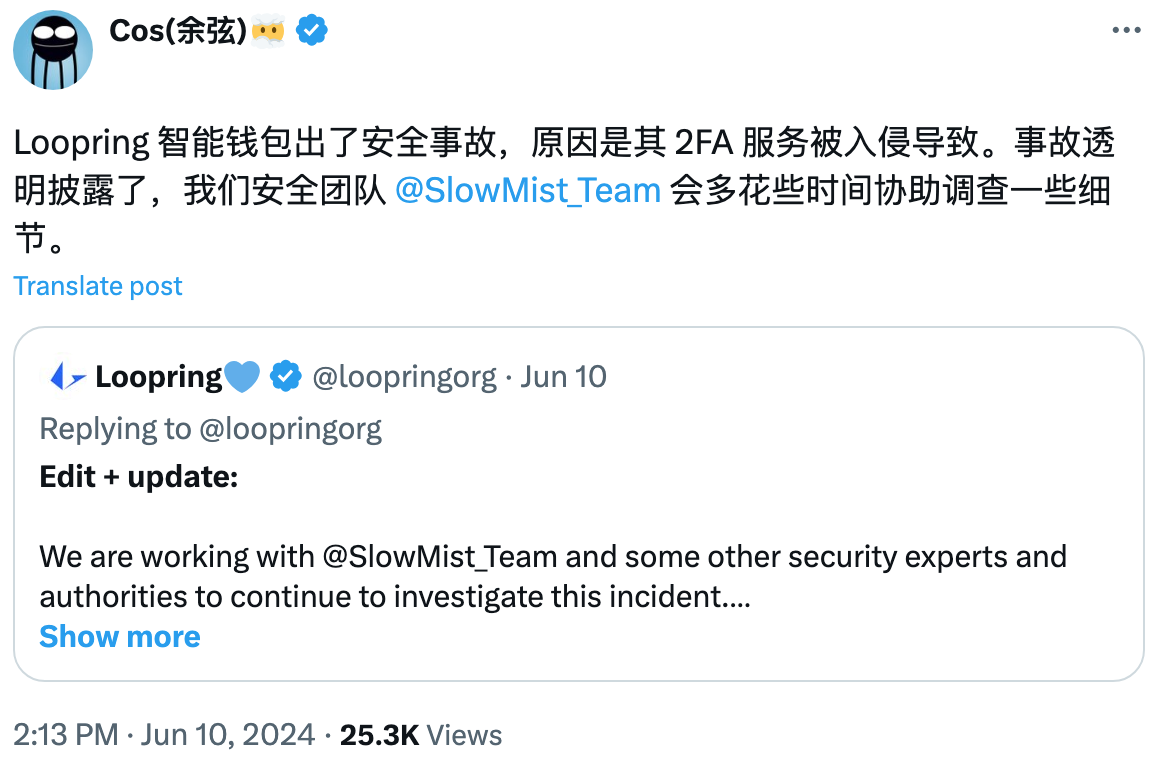 Cos(余弦)😶‍🌫️
Loopring 智能钱包出了安全事故，原因是其 2FA 服务被入侵导致。事故透
明披露了，我们安全团队 @SlowMist_Team 会多花些时间协助调查一些细
节。
Translate post
Loopring💙 @loopringorg · Jun 10
Replying to @loopringorg
Edit + update:
We are working with @SlowMist_Team and some other security experts and
authorities to continue to investigate this incident....
Show more
2:13 PM · Jun 10, 2024 · 25.3K Views